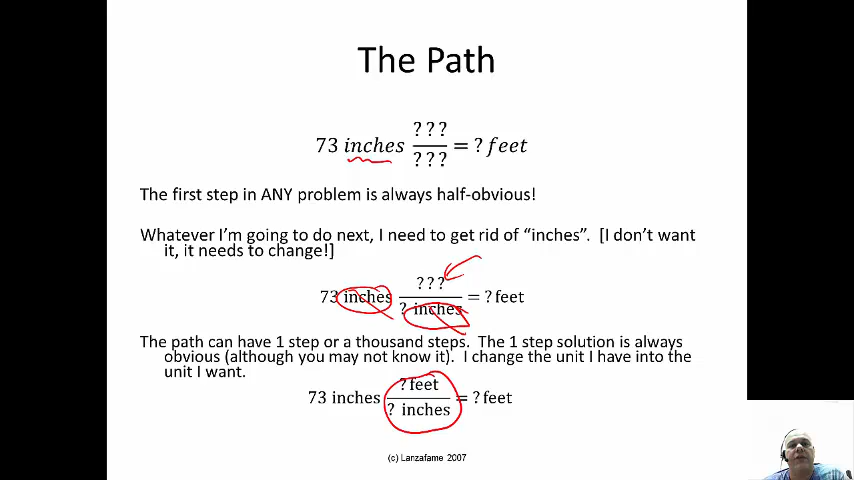 The Path
73 inches ? ? ? / ? ? ? = ? feet
The first step in ANY problem is always half-obvious!
Whatever I'm going to do next, I need to get rid of "inches". [I don't want
it, it needs to change!]
73 inches ? ? ? / ? inches = ? feet
The path can have 1 step or a thousand steps. The 1 step solution is always
obvious (although you may not know it). I change the unit I have into the
unit I want.
73 inches ? feet / ? inches = ? feet
(c) Lanzafame 2007